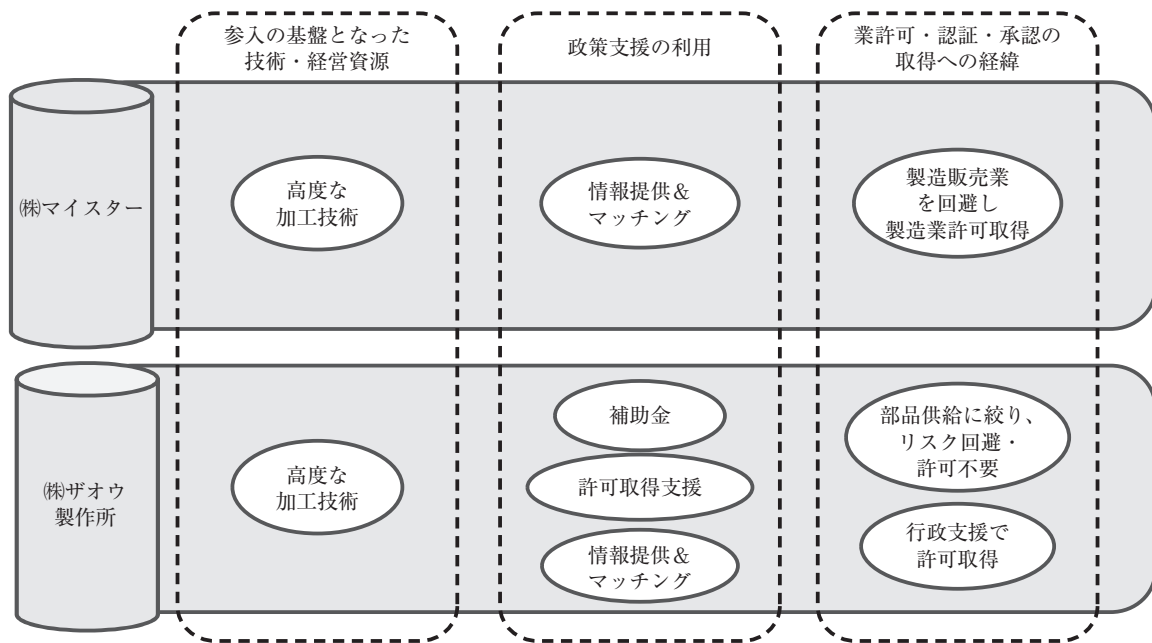 参入の基盤となった
技術・経営資源
政策支援の利用
業許可・認証・承認の
取得への経緯
㈱マイスター
高度な
加工技術
情報提供＆
マッチング
製造販売業
を回避し
製造業許可取得
㈱ザオウ
製作所
高度な
加工技術
補助金
許可取得支援
情報提供＆
マッチング
部品供給に絞り、
リスク回避・
許可不要
行政支援で
許可取得